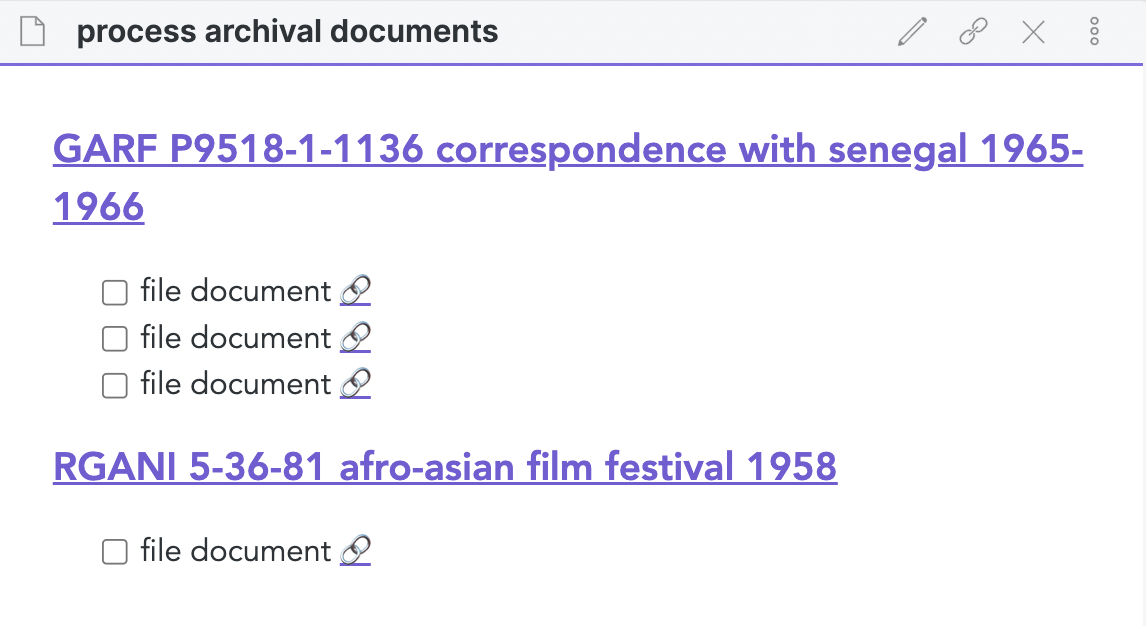 process archival documents
GARF P9518-1-1136 correspondence with senegal 1965-
1966
file document
file document
file document
RGANI 5-36-81 afro-asian film festival 1958
file document